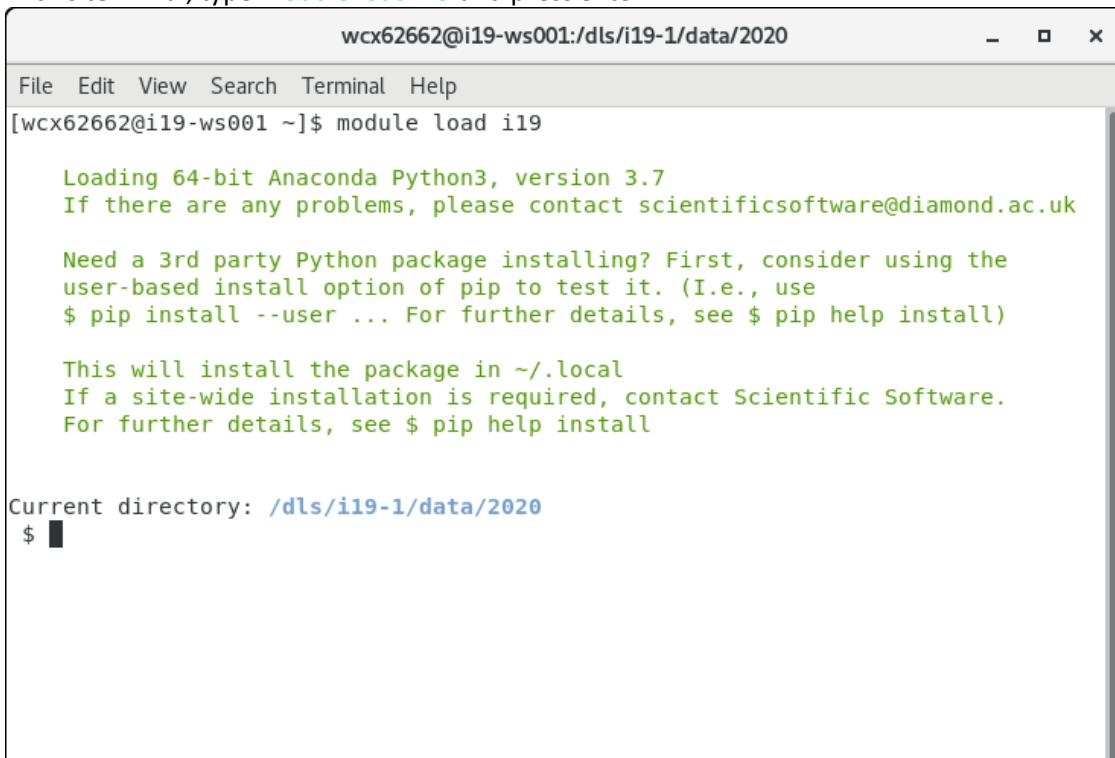 wcx62662@i19-ws001:/dls/i19-1/data/2020
File Edit View Search Terminal Help
[wcx62662@i19-ws001 ~]$ module load i19
Loading 64-bit Anaconda Python3, version 3.7
If there are any problems, please contact scientificsoftware@diamond.ac.uk
Need a 3rd party Python package installing? First, consider using the
user-based install option of pip to test it. (I.e., use
$ pip install --user ... For further details, see $ pip help install)
This will install the package in ~/.local
If a site-wide installation is required, contact Scientific Software.
For further details, see $ pip help install
Current directory: /dls/i19-1/data/2020
$